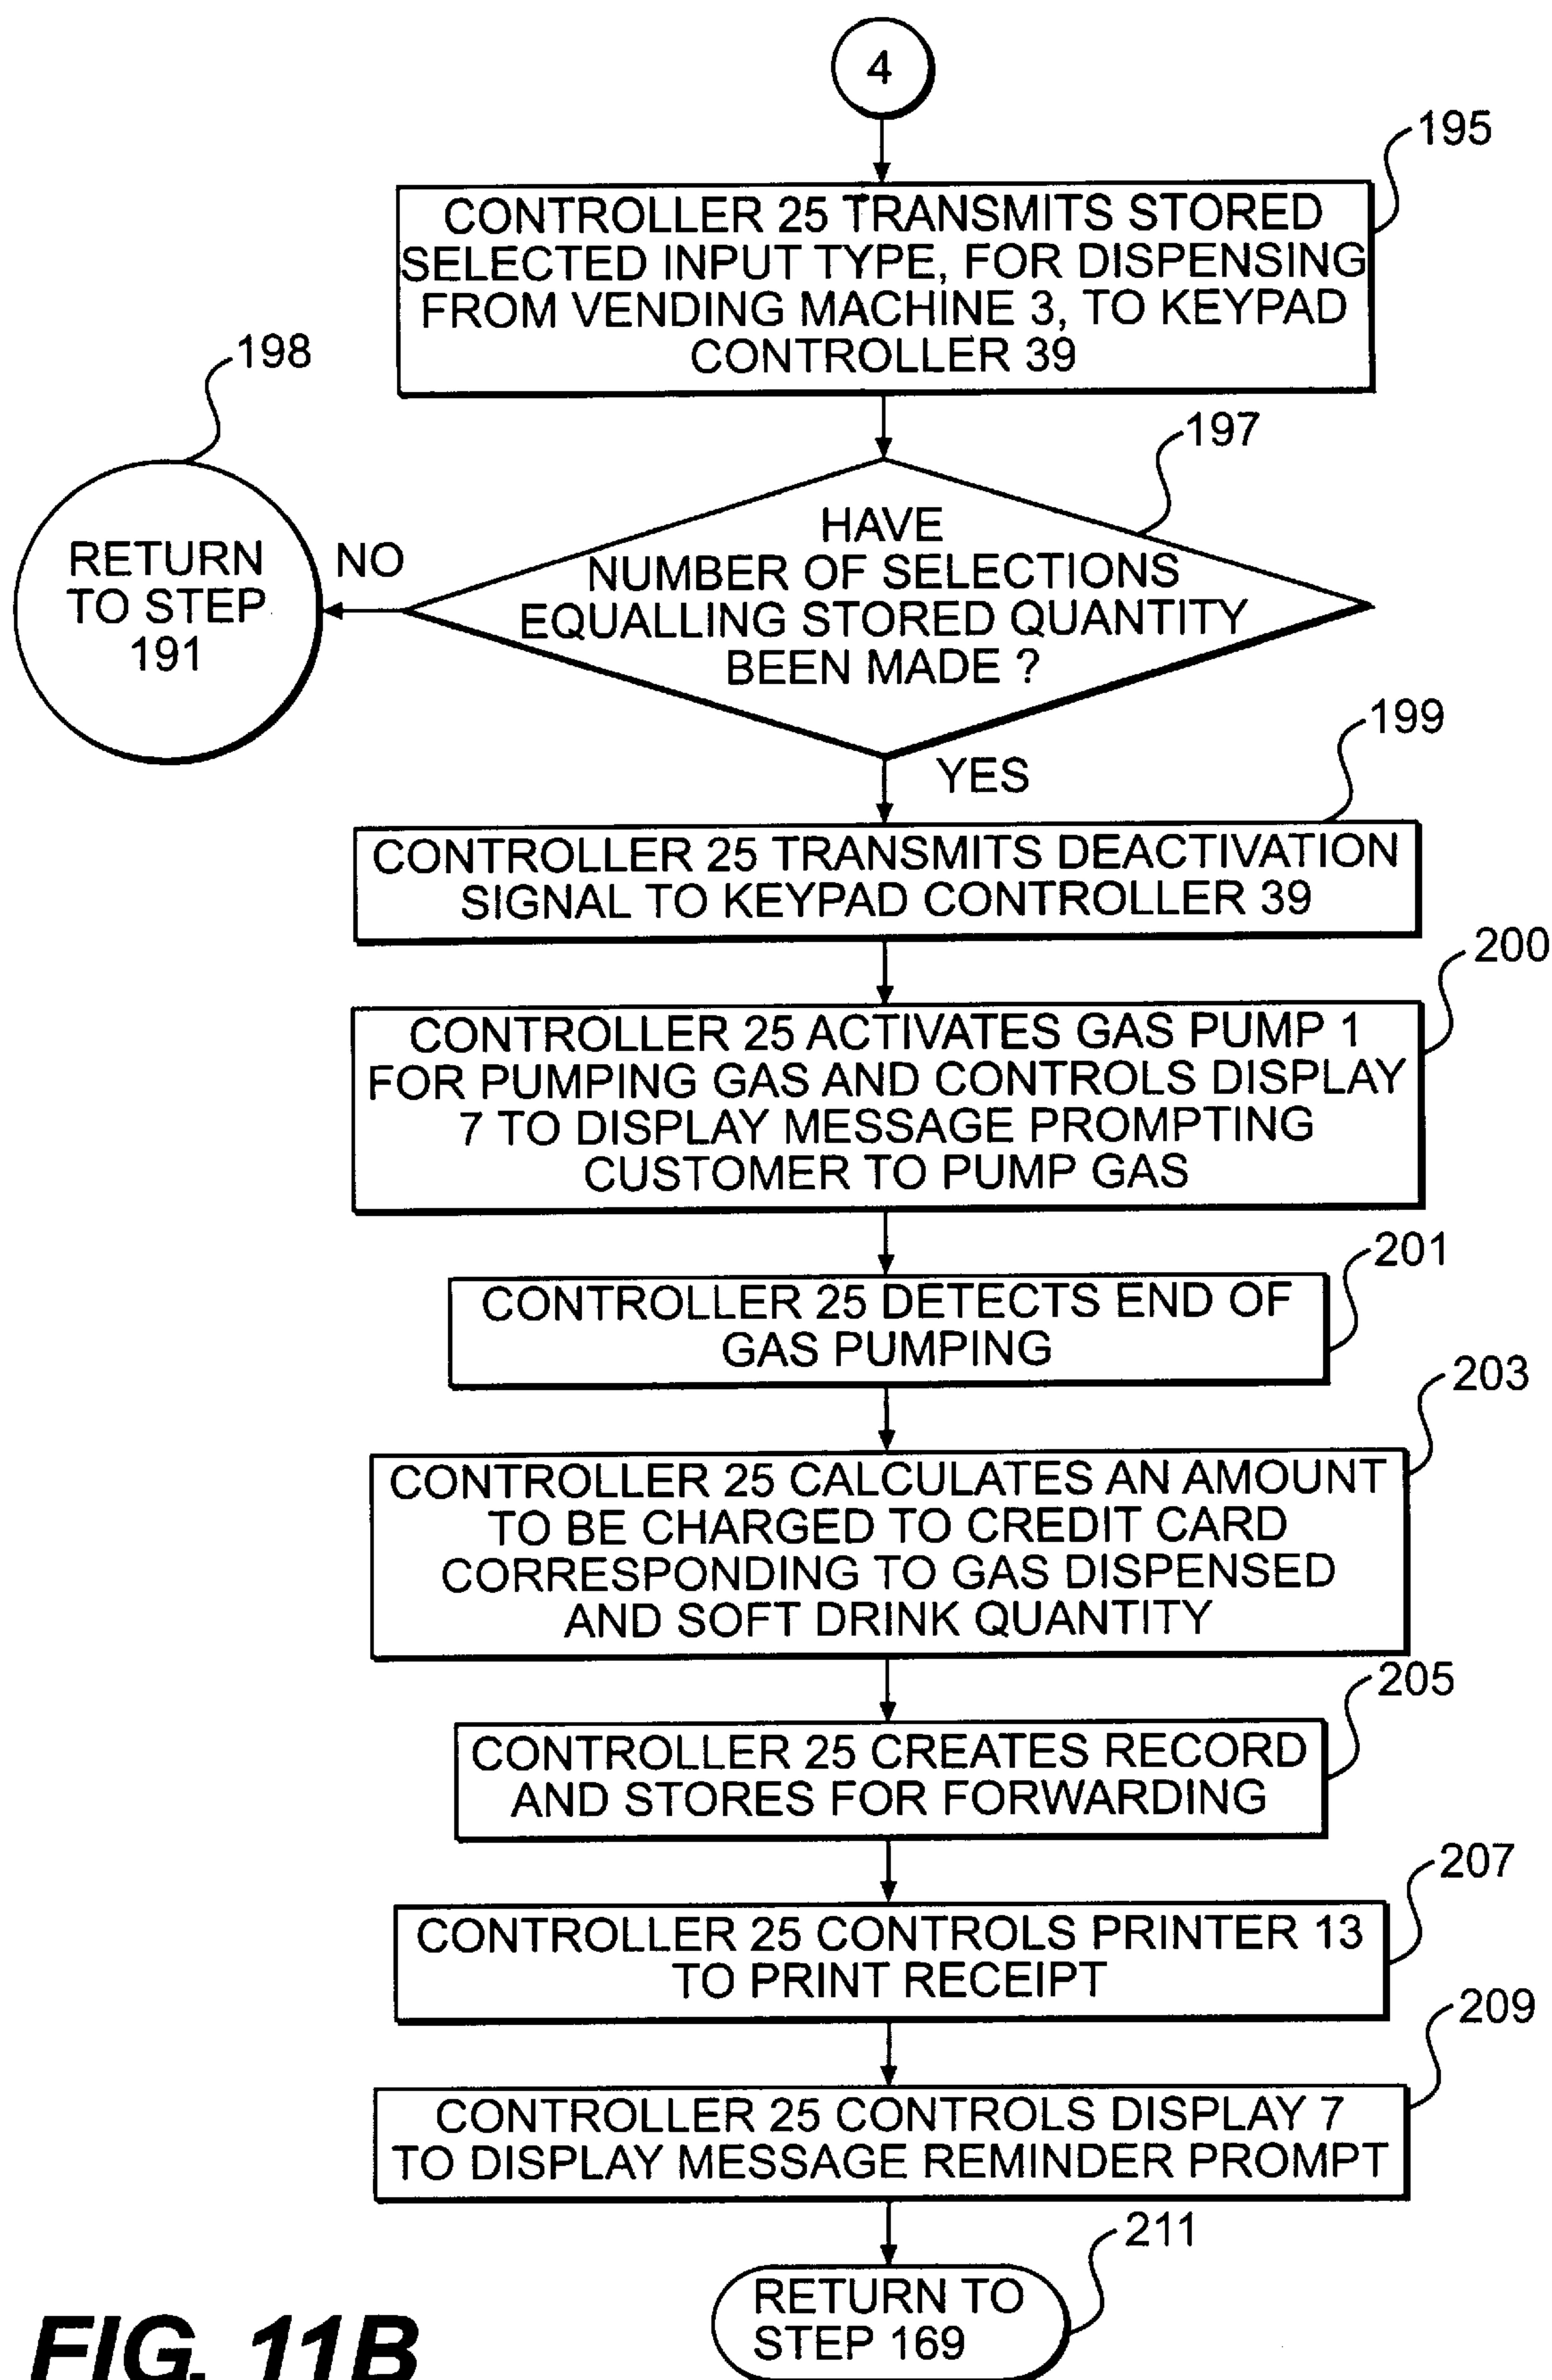 4
195
CONTROLLER 25 TRANSMITS STORED
SELECTED INPUT TYPE, FOR DISPENSING
FROM VENDING MACHINE 3, TO KEYPAD
CONTROLLER 39
198
197
RETURN
TO STEP
191
NO
HAVE
NUMBER OF SELECTIONS
EQUALLING STORED QUANTITY
BEEN MADE ?
YES
199
CONTROLLER 25 TRANSMITS DEACTIVATION
SIGNAL TO KEYPAD CONTROLLER 39
200
CONTROLLER 25 ACTIVATES GAS PUMP 1
FOR PUMPING GAS AND CONTROLS DISPLAY
7 TO DISPLAY MESSAGE PROMPTING
CUSTOMER TO PUMP GAS
201
CONTROLLER 25 DETECTS END OF
GAS PUMPING
203
CONTROLLER 25 CALCULATES AN AMOUNT
TO BE CHARGED TO CREDIT CARD
CORRESPONDING TO GAS DISPENSED
AND SOFT DRINK QUANTITY
205
CONTROLLER 25 CREATES RECORD
AND STORES FOR FORWARDING
207
CONTROLLER 25 CONTROLS PRINTER 13
TO PRINT RECEIPT
209
CONTROLLER 25 CONTROLS DISPLAY 7
TO DISPLAY MESSAGE REMINDER PROMPT
211
RETURN TO
STEP 169
FIG. 11B